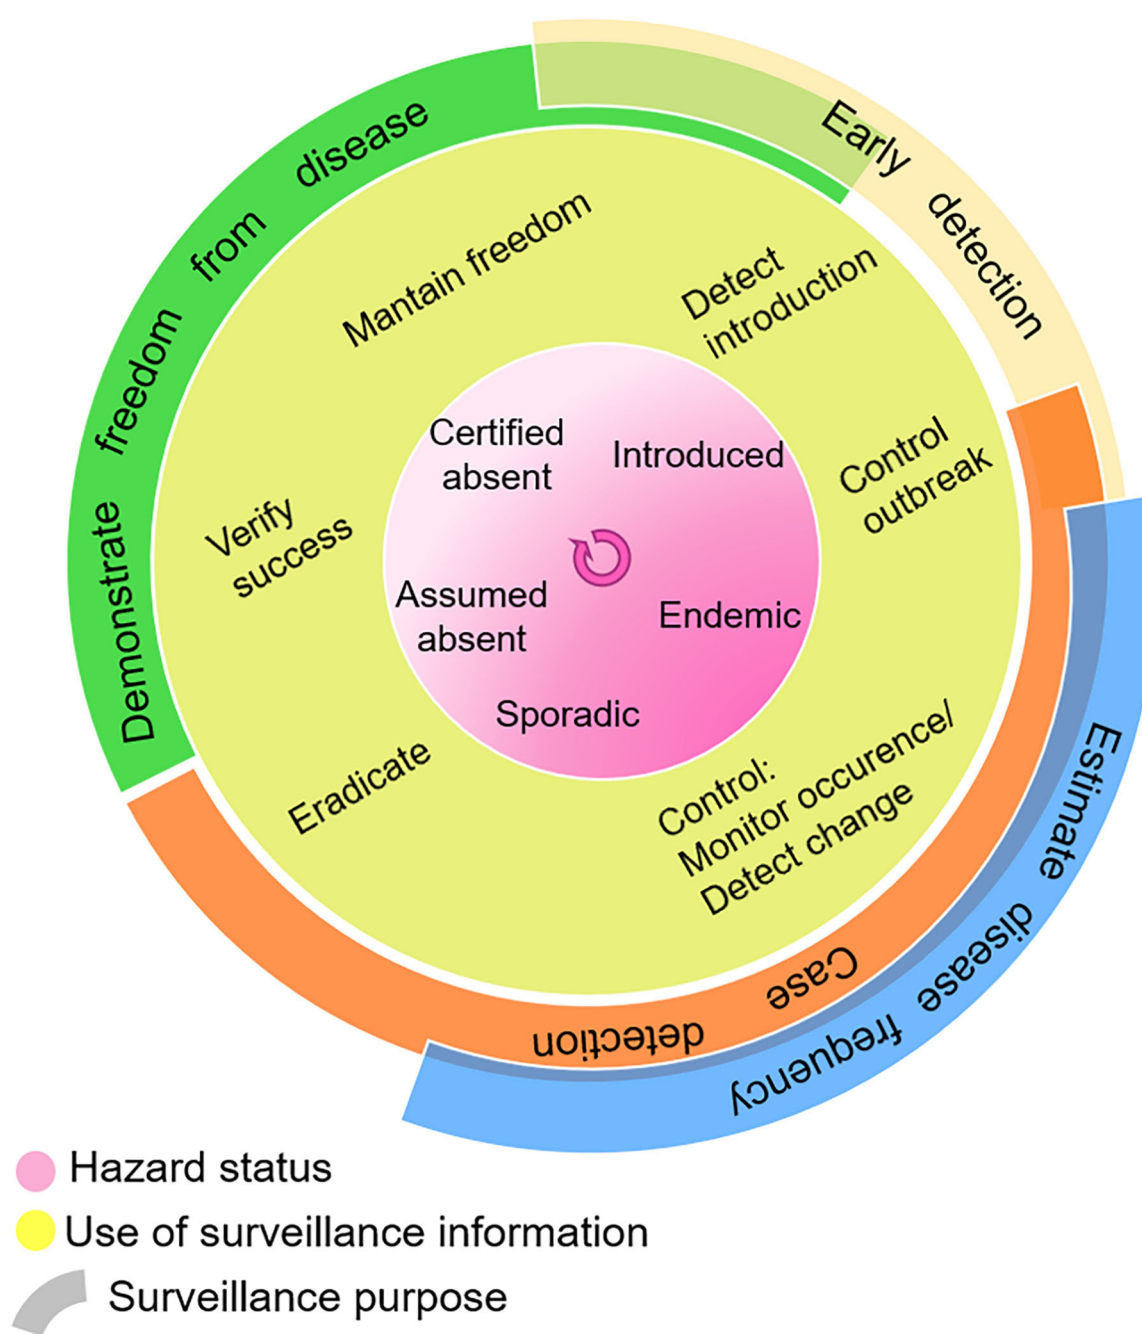 Demonstrate freedom from disease
Early detection
Estimate disease frequency
Case detection
Mantain freedom
Detect
introduction
Control
outbreak
Control:
Monitor occurence/
Detect change
Eradicate
Verify
success
Certified
absent
Introduced
Endemic
Sporadic
Assumed
absent
Hazard status
Use of surveillance information
Surveillance purpose